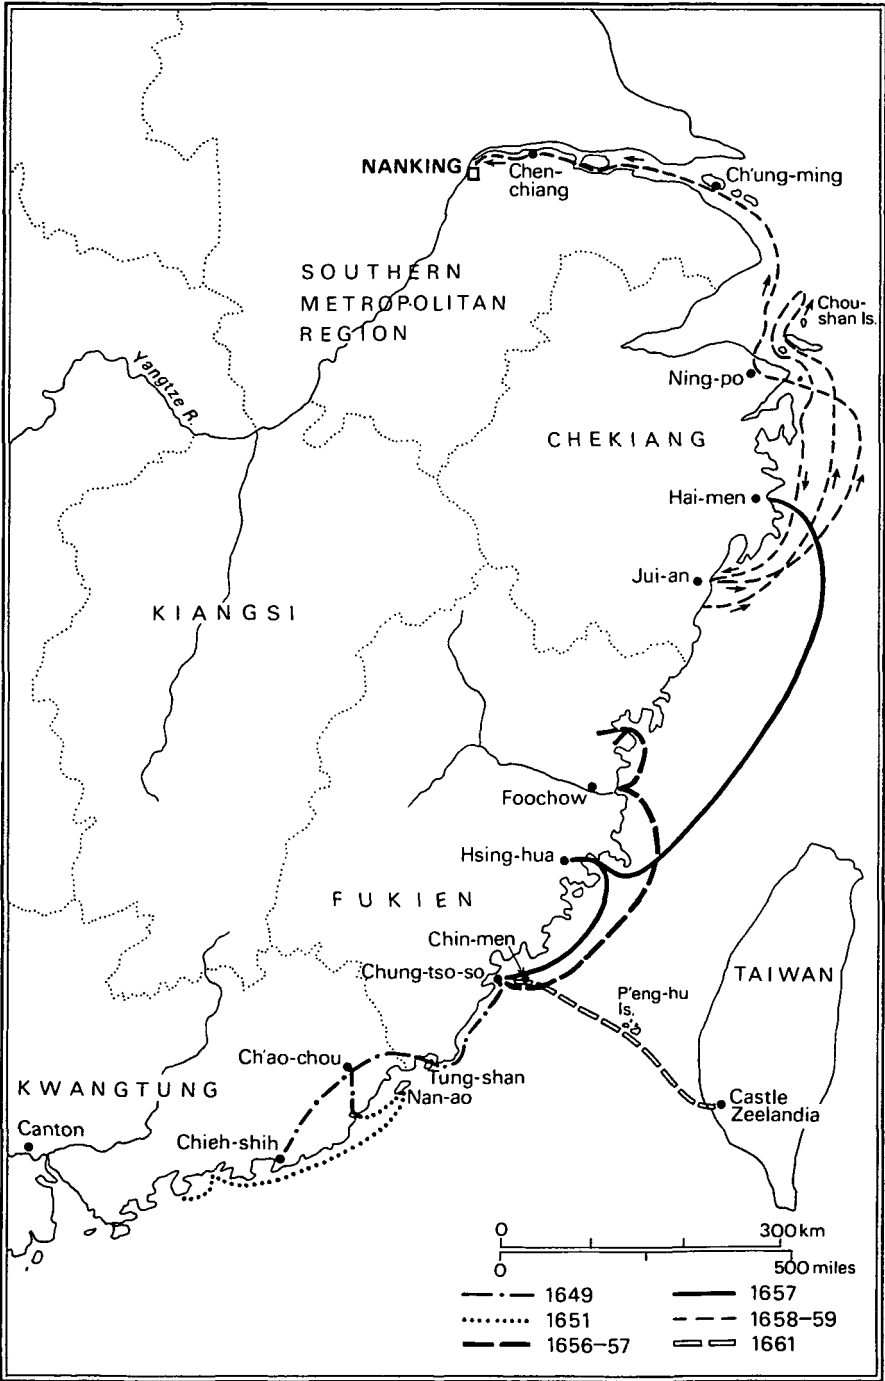 NANKING
Chen-
chiang
Ch'ung-ming
SOUTHERN
METROPOLITAN
REGION
Chou-
shan Is.
Yangtze R.
Ning-po
CHEKIANG
Hai-men
Jui-an
KIANGSI
Foochow
Hsing-hua
FUKIEN
Chin-men
Chung-tso-so
TAIWAN
P'eng-hu
Is.
Ch'ao-chou
Tung-shan
KWANGTUNG
Nan-ao
Castle
Zeelandia
Canton
Chieh-shih
0 300 km
0 500 miles
1649
1651
1656–57
1657
1658–59
1661